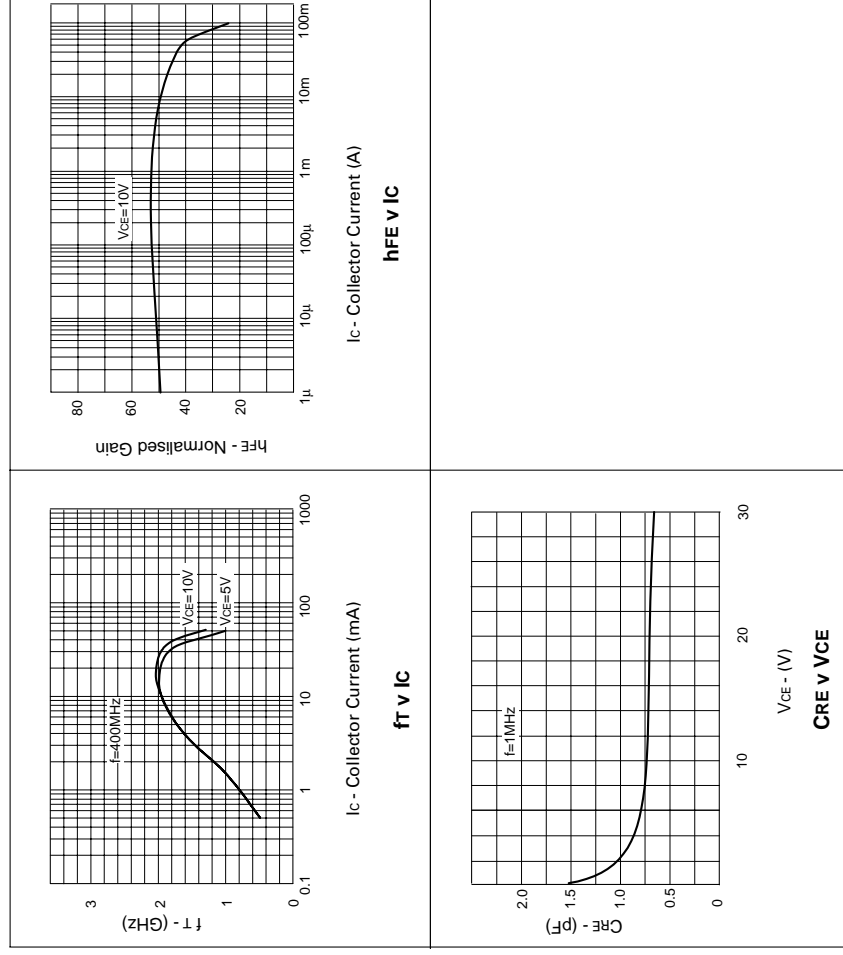 hFE - Normalised Gain
80
60
40
20
VCE=10V
1µ
10µ
100µ
1m
10m
100m
IC - Collector Current (A)
hFE v IC
fT - (GHz)
3
2
1
0
f=400MHz
VCE=10V
VCE=5V
0.1
1
10
100
1000
IC - Collector Current (mA)
fT v IC
CRE - (pF)
2.0
1.5
1.0
0.5
0
f=1MHz
10
20
30
VCE - (V)
CRE v VCE